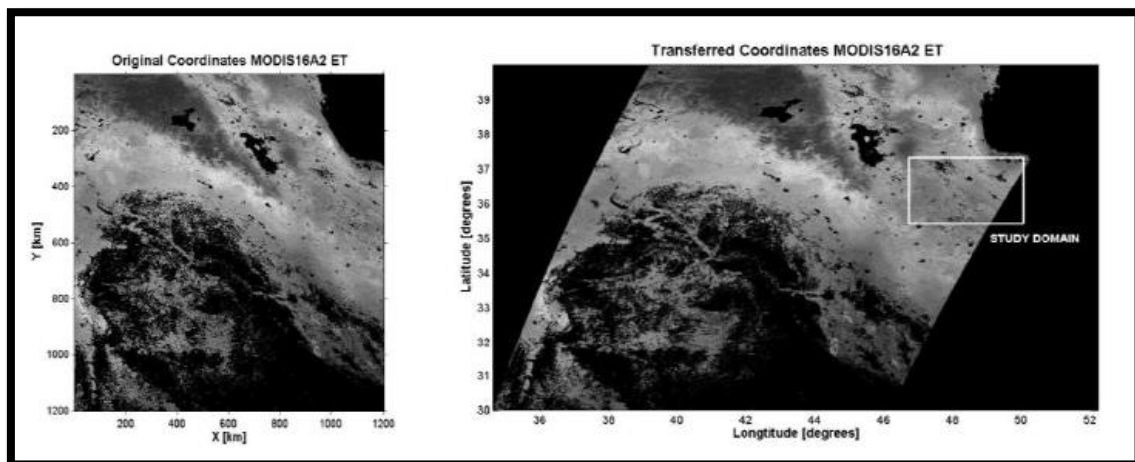 Original Coordinates MODIS16A2 ET
200
400
600
800
1000
1200
Y [km]
200 400 600 800 1000 1200
X [km]
Transferred Coordinates MODIS16A2 ET
39
38
37
36
35
34
33
32
31
30
Latitude [degrees]
STUDY DOMAIN
36 38 40 42 44 46 48 50 52
Longtitude [degrees]